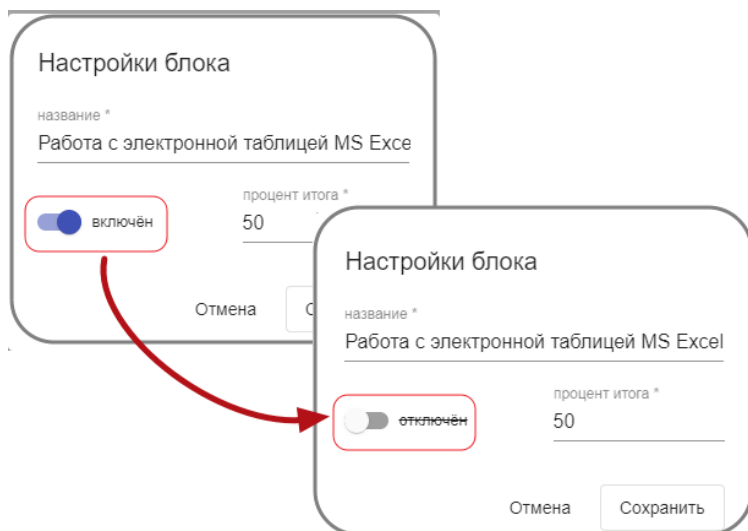 Настройки блока
название *
Работа с электронной таблицей MS Exce
включён
процент итога *
50
Отмена
С
Настройки блока
название *
Работа с электронной таблицей MS Excel
отключён
процент итога *
50
Отмена
Сохранить